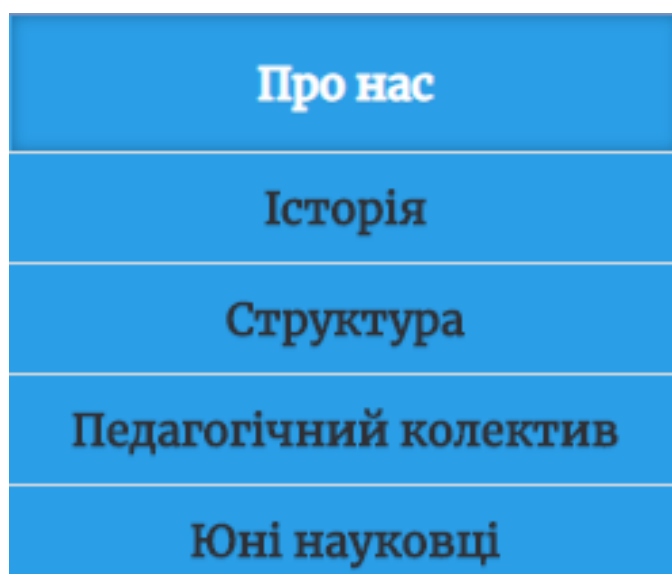 Про нас
Історія
Структура
Педагогічний колектив
Юні науковці